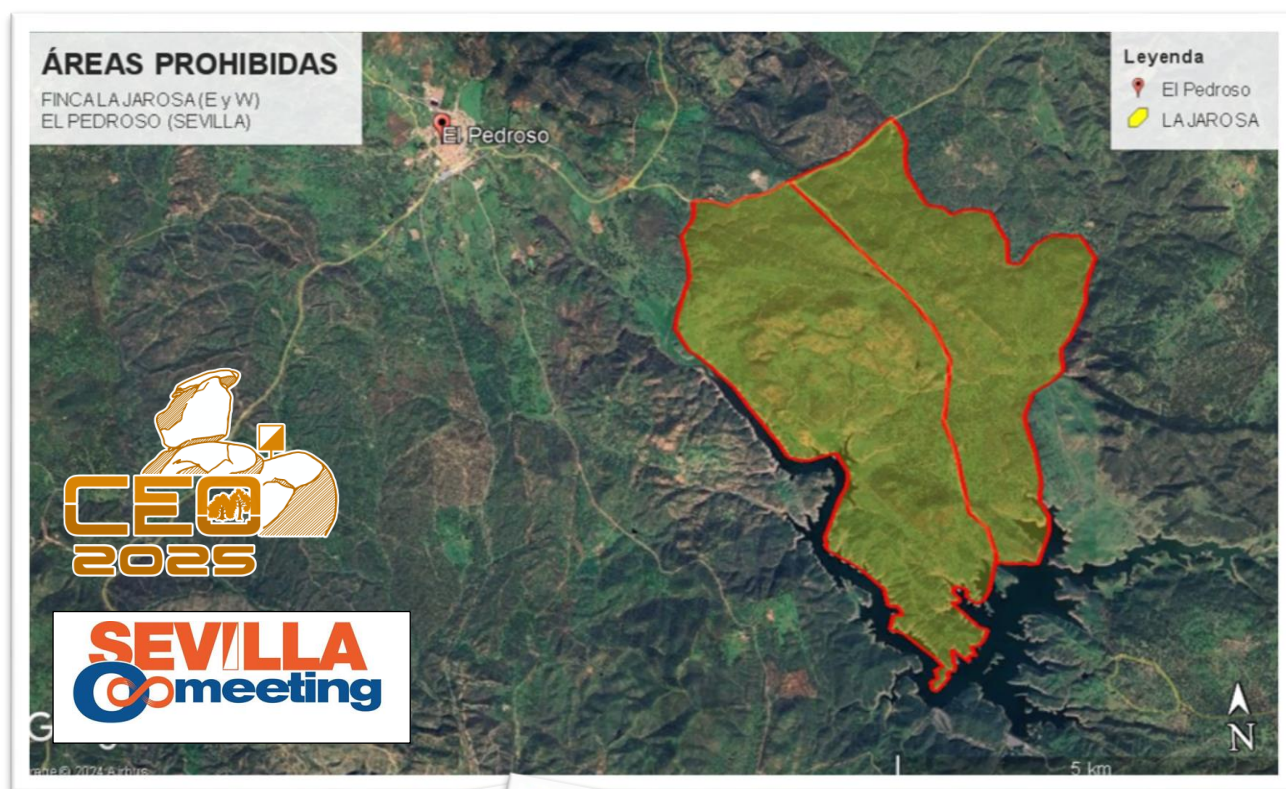 ÁREAS PROHIBIDAS
FINCA LA JAROSA (E y W)
EL PEDROSO (SEVILLA)
Leyenda
El Pedroso
LA JAROSA
El Pedroso
CEO
2025
SEVILLA
meeting
5 km
N